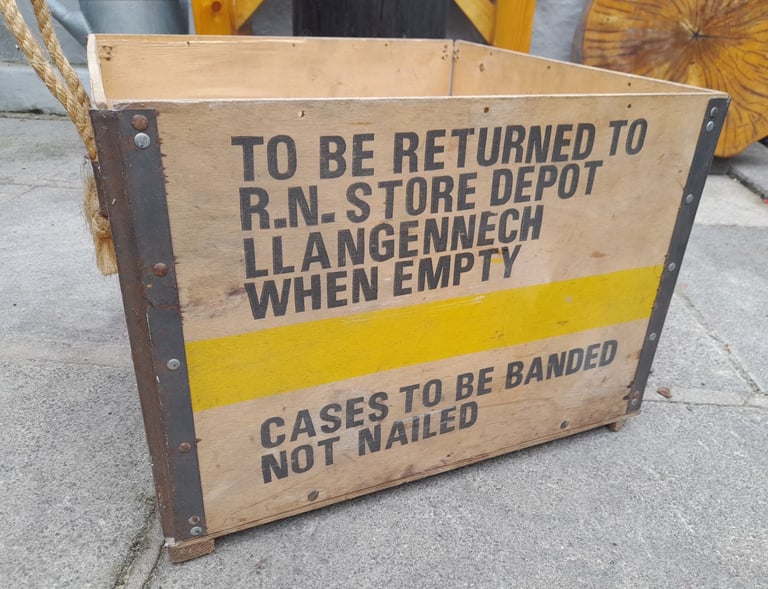 TO BE RETURNED TO
R.N. STORE DEPOT
LLANGENNECH
WHEN EMPTY
CASES TO BE BANDED
NOT NAILED